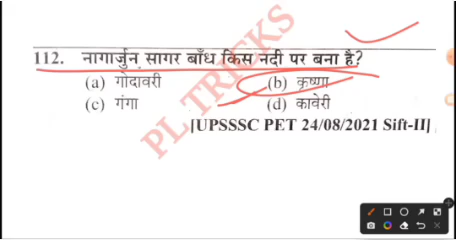 112. नागार्जुन सागर बाँध किस नदी पर बना है?
(a) गोदावरी (b) कृष्णा
(c) गंगा (d) कावेरी
[UPSSSC PET 24/08/2021 Sift-II]
PL TRICKS